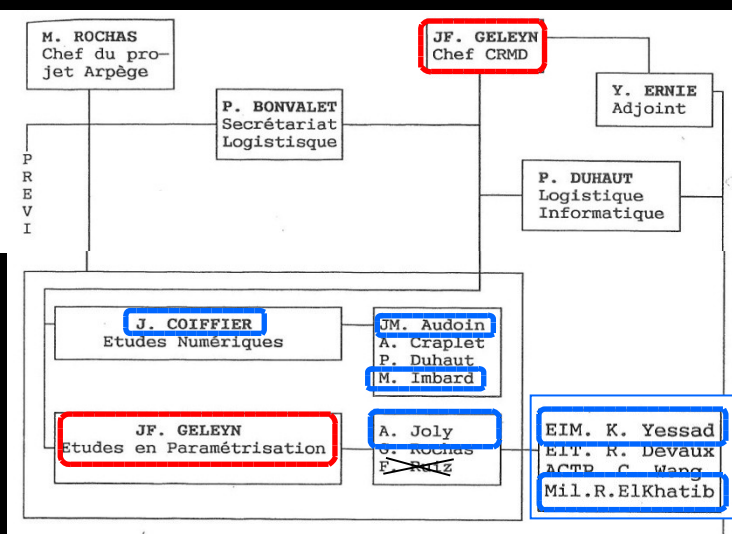 M. ROCHAS
Chef du pro-
jet Arpège
JF. GELEYN
Chef CRMD
Y. ERNIE
Adjoint
P. BONVALET
Secrétariat
Logistisque
P
R
E
V
I
P. DUHAUT
Logistique
Informatique
J. COIFFIER
Etudes Numériques
JM. Audoin
A. Craplet
P. Duhaut
M. Imbard
JF. GELEYN
Etudes en Paramétrisation
A. Joly
G. Rochas
F. Ruiz
EIM. K. Yessad
EIT. R. Devaux
ACTP. C. Wang
Mil.R.ElKhatib